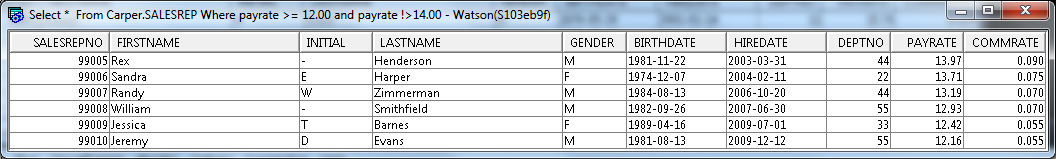 Select *  From Carper.SALESREP Where payrate >= 12.00 and payrate !>14.00 - Watson(S103eb9f)
SALESREPNO FIRSTNAME INITIAL LASTNAME GENDER BIRTHDATE HIREDATE DEPTNO PAYRATE COMMRATE
99005 Rex - Henderson M 1981-11-22 2003-03-31 44 13.97 0.090
99006 Sandra E Harper F 1974-12-07 2004-02-11 22 13.71 0.075
99007 Randy W Zimmerman M 1984-08-13 2006-10-20 44 13.19 0.070
99008 William - Smithfield M 1982-09-26 2007-06-30 55 12.93 0.070
99009 Jessica T Barnes F 1989-04-16 2009-07-01 33 12.42 0.055
99010 Jeremy D Evans M 1981-08-13 2009-12-12 55 12.16 0.055